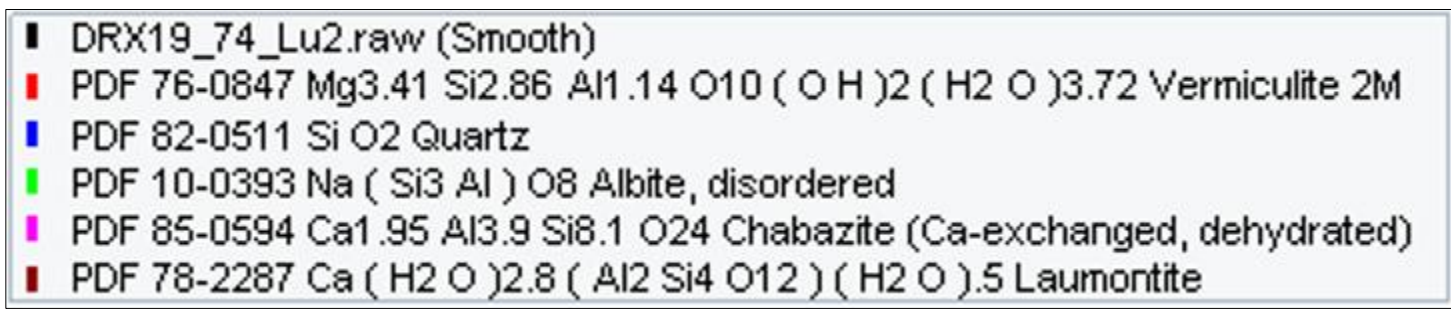 DRX19_74_Lu2.raw (Smooth)
PDF 76-0847 Mg3.41 Si2.86 Al1.14 O10 ( O H )2 ( H2 O )3.72 Vermiculite 2M
PDF 82-0511 Si O2 Quartz
PDF 10-0393 Na ( Si3 Al ) O8 Albite, disordered
PDF 85-0594 Ca1.95 Al3.9 Si8.1 O24 Chabazite (Ca-exchanged, dehydrated)
PDF 78-2287 Ca ( H2 O )2.8 ( Al2 Si4 O12 ) ( H2 O ).5 Laumontite